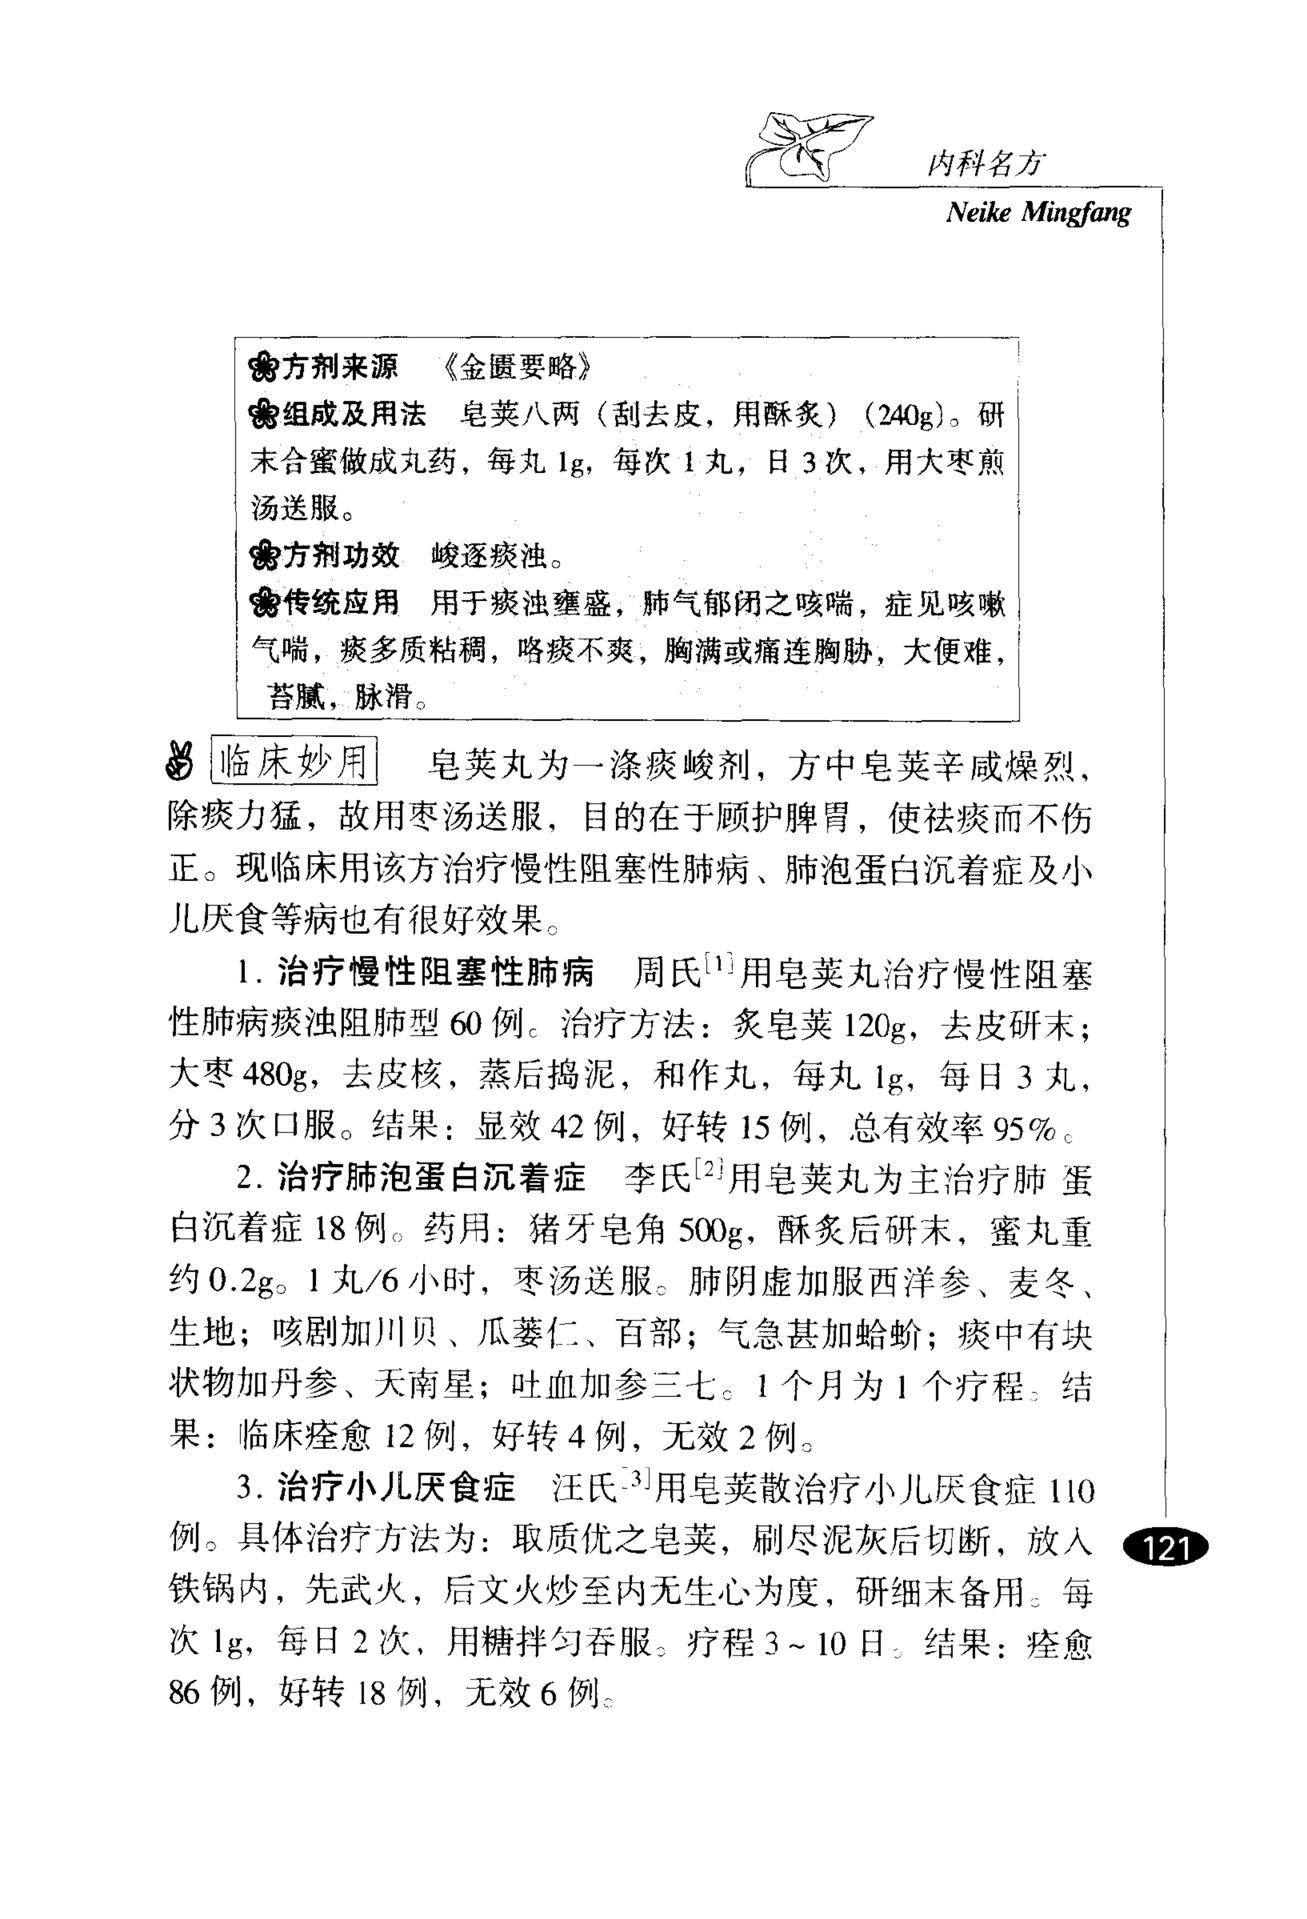 内科名方
Neike Mingfang
方剂来源 《金匮要略》
组成及用法 皂荚八两（刮去皮，用酥炙）（240g）。研
末合蜜做成丸药，每丸 1g，每次 1 丸，日 3 次，用大枣煎
汤送服。
方剂功效 峻逐痰浊。
传统应用 用于痰浊壅盛，肺气郁闭之咳喘，症见咳嗽
气喘，痰多质粘稠，咯痰不爽，胸满或痛连胸胁，大便难，
苔腻，脉滑。
临床妙用 皂荚丸为一涤痰峻剂，方中皂荚辛咸燥烈，
除痰力猛，故用枣汤送服，目的在于顾护脾胃，使祛痰而不伤
正。现临床用该方治疗慢性阻塞性肺病、肺泡蛋白沉着症及小
儿厌食等病也有很好效果。
1. 治疗慢性阻塞性肺病 周氏[1]用皂荚丸治疗慢性阻塞
性肺病痰浊阻肺型 60 例。治疗方法：炙皂荚 120g，去皮研末；
大枣 480g，去皮核，蒸后捣泥，和作丸，每丸 1g，每日 3 丸，
分 3 次口服。结果：显效 42 例，好转 15 例，总有效率 95%。
2. 治疗肺泡蛋白沉着症 李氏[2]用皂荚丸为主治疗肺 蛋
白沉着症 18 例。药用：猪牙皂角 500g，酥炙后研末，蜜丸重
约 0.2g。1 丸/6 小时，枣汤送服。肺阴虚加服西洋参、麦冬、
生地；咳剧加川贝、瓜蒌仁、百部；气急甚加蛤蚧；痰中有块
状物加丹参、天南星；吐血加参三七。1 个月为 1 个疗程。结
果：临床痊愈 12 例，好转 4 例，无效 2 例。
3. 治疗小儿厌食症 汪氏[3]用皂荚散治疗小儿厌食症 110
例。具体治疗方法为：取质优之皂荚，刷尽泥灰后切断，放入
铁锅内，先武火，后文火炒至内无生心为度，研细末备用。每
次 1g，每日 2 次，用糖拌匀吞服。疗程 3～10 日。结果：痊愈
86 例，好转 18 例，无效 6 例。
121